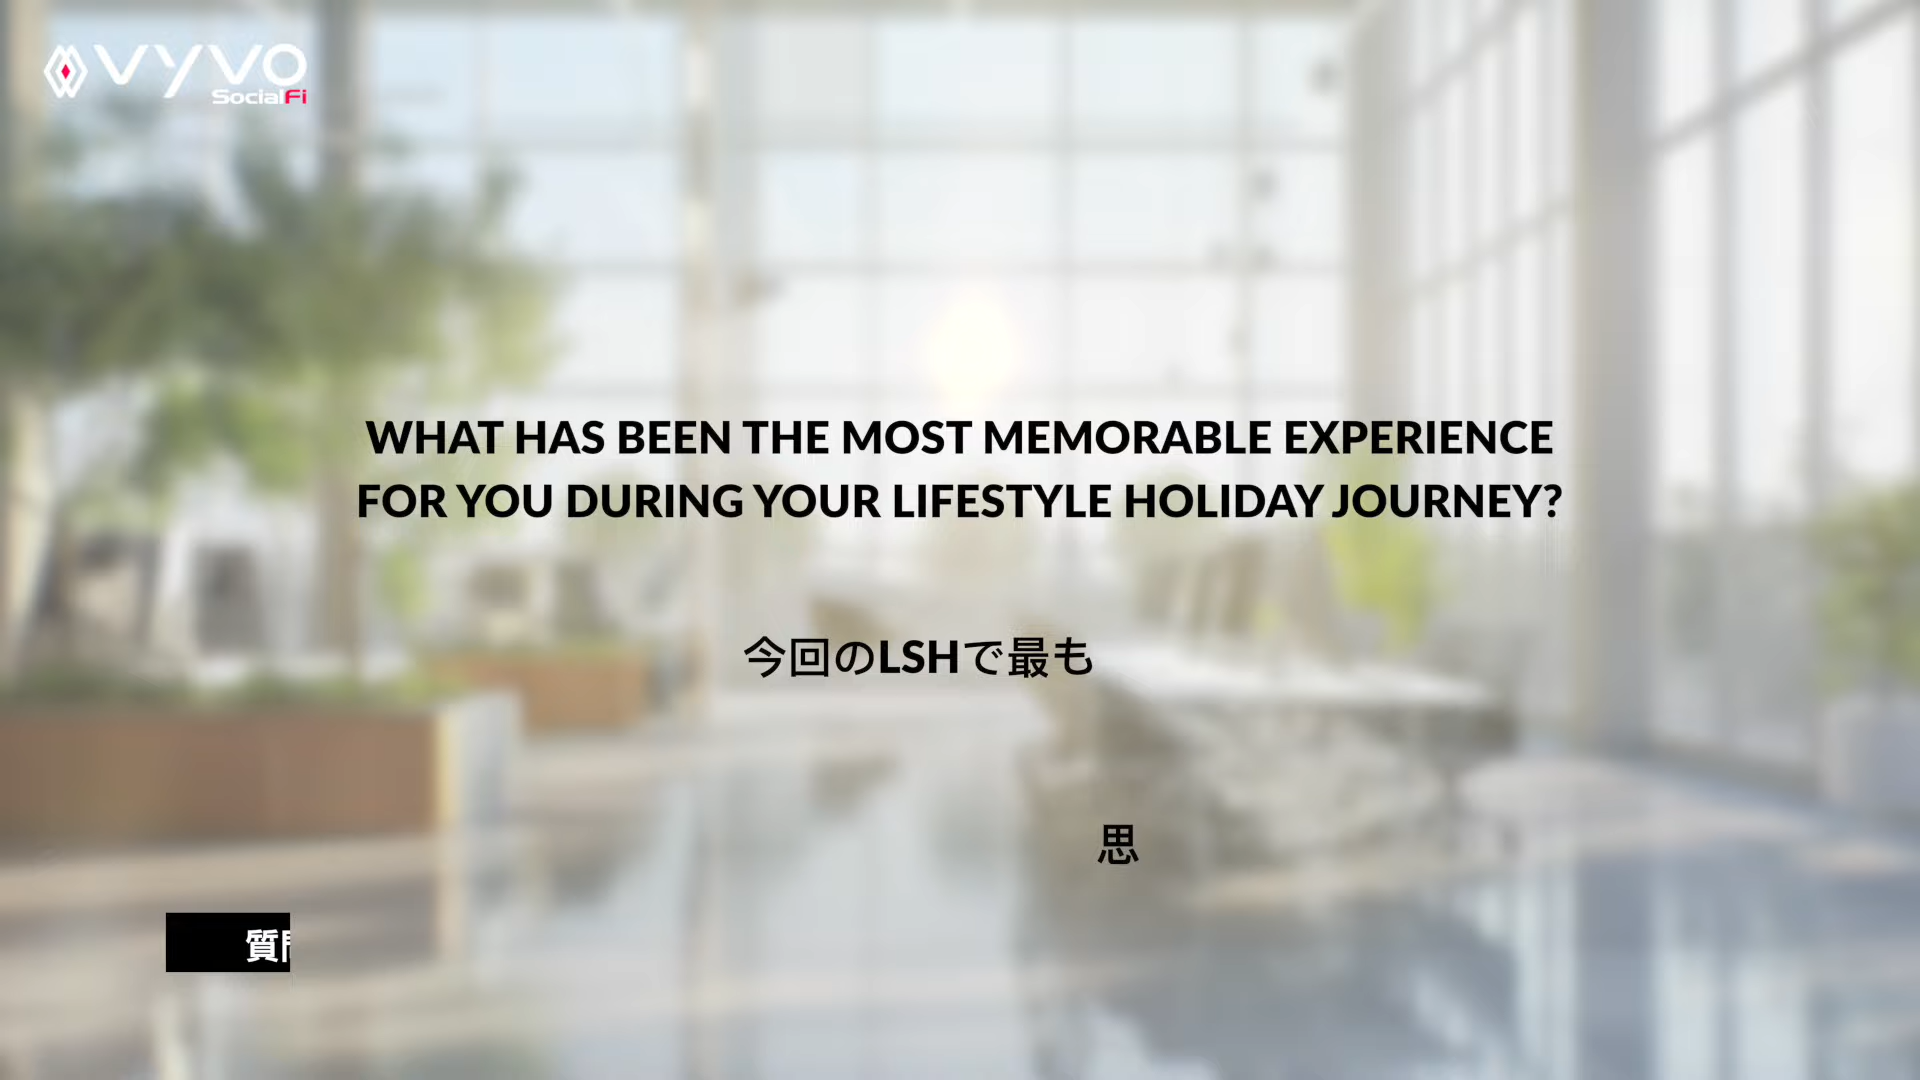 VYVO
SocialFi
WHAT HAS BEEN THE MOST MEMORABLE EXPERIENCE
FOR YOU DURING YOUR LIFESTYLE HOLIDAY JOURNEY?
今回のLSHで最も
思
質